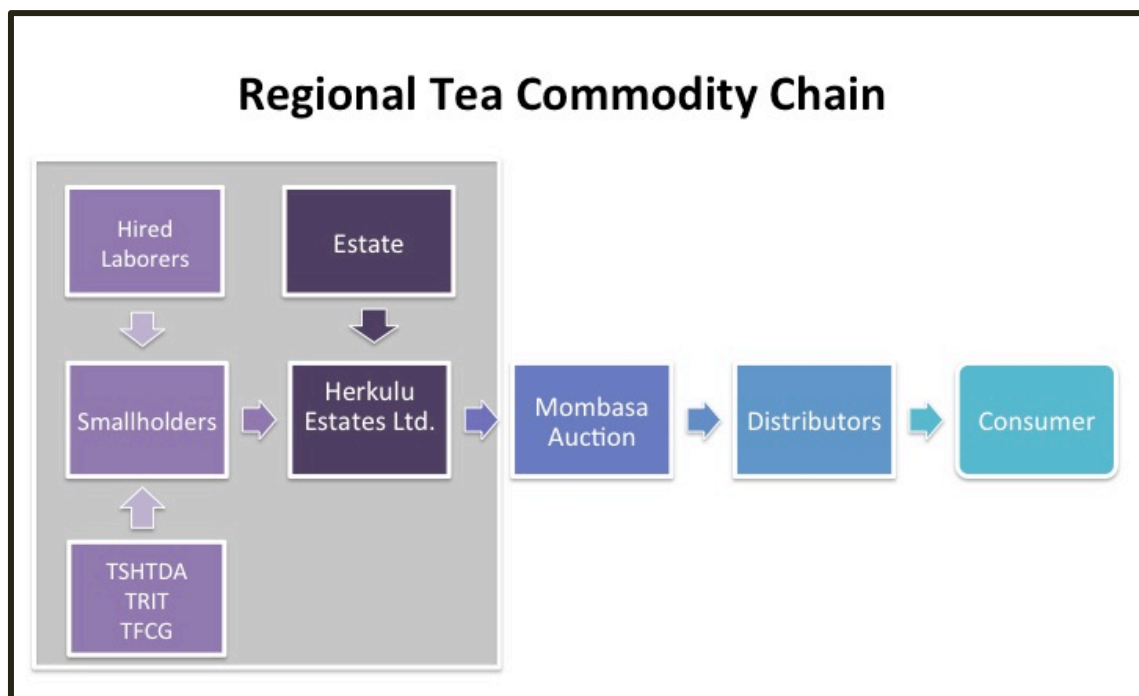 Regional Tea Commodity Chain
Hired
Laborers
Estate
Smallholders
Herkulu
Estates Ltd.
Mombasa
Auction
Distributors
Consumer
TSHTDA
TRIT
TFCG